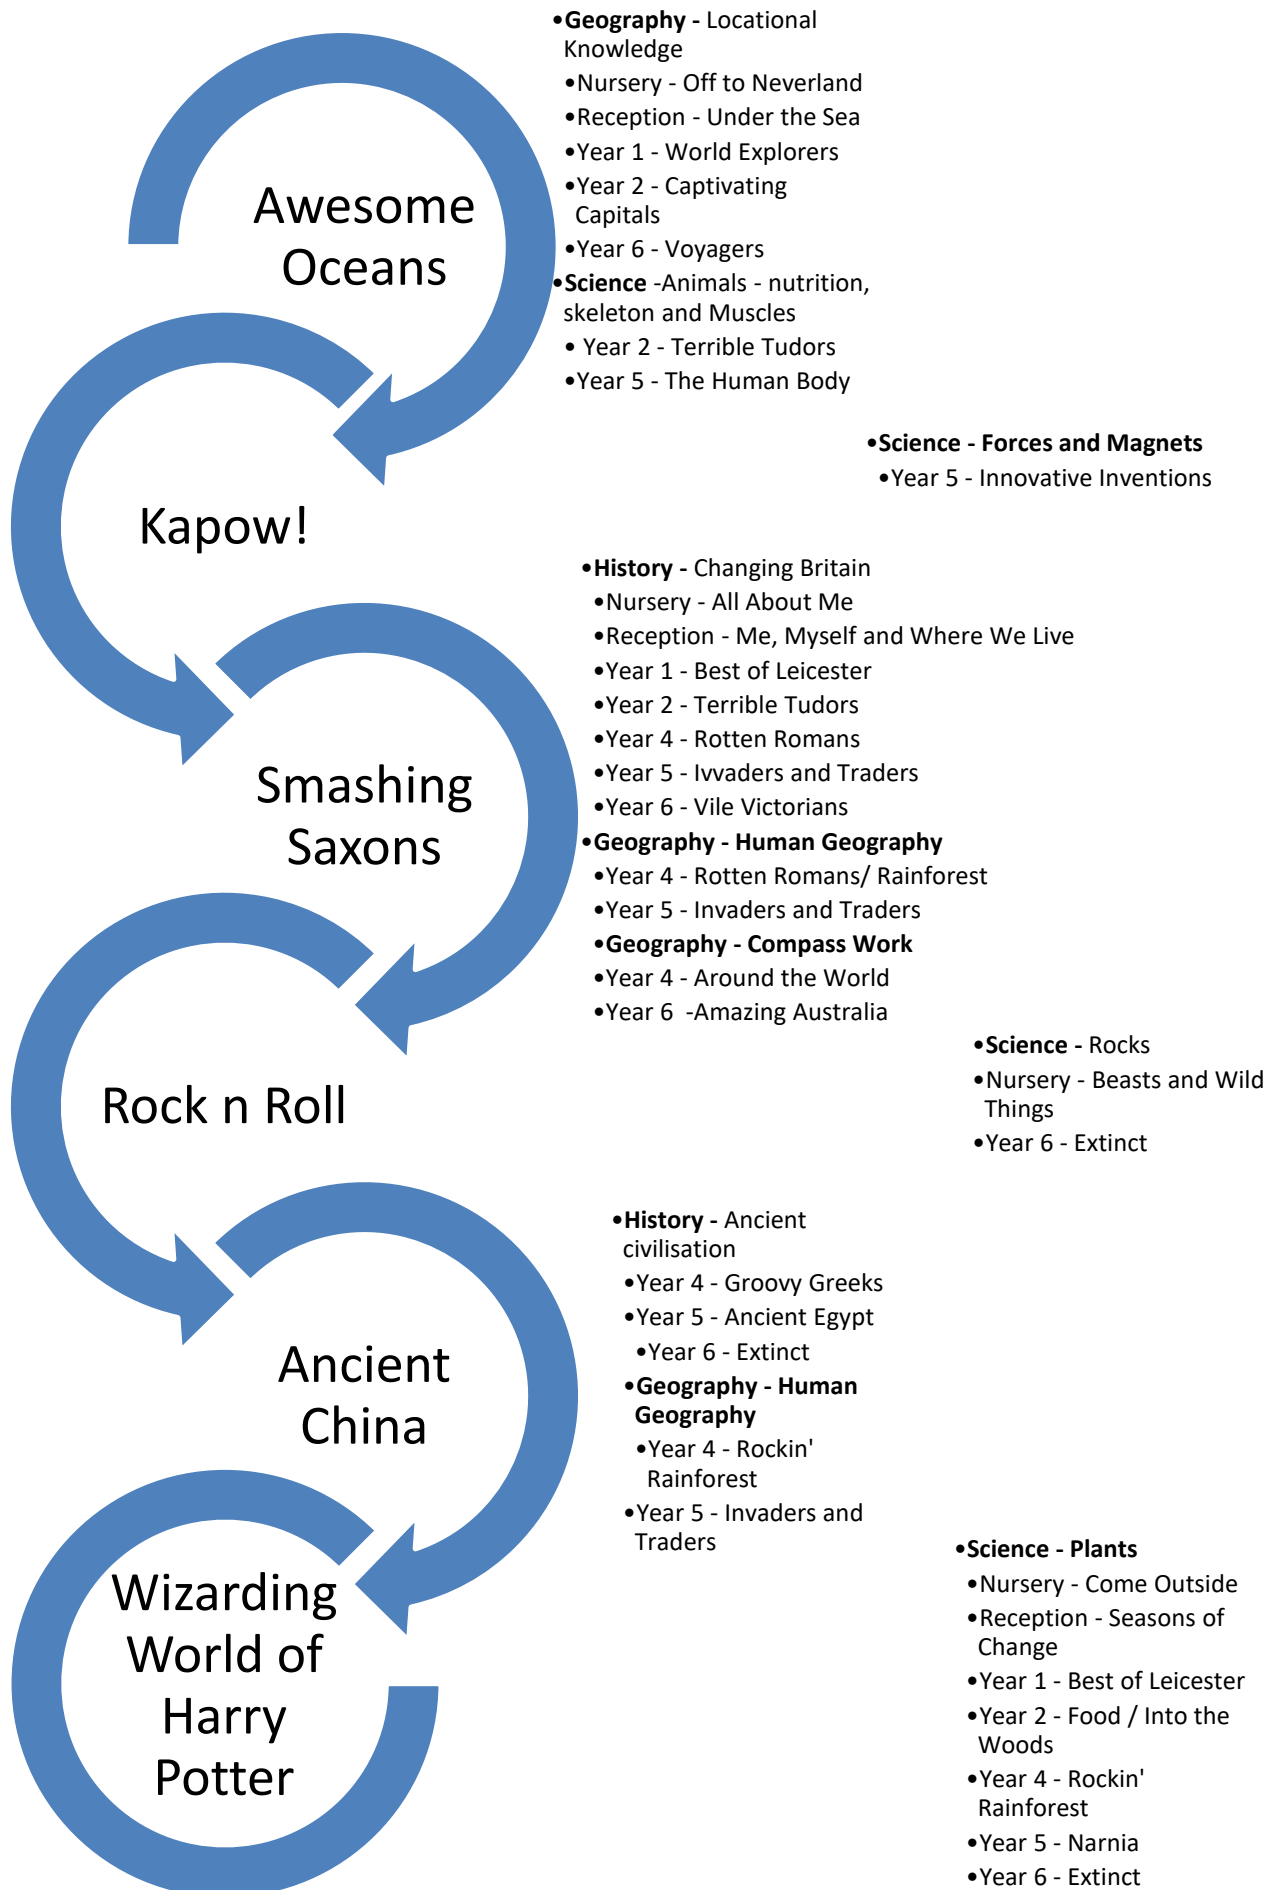 Awesome
Oceans
•Geography - Locational
Knowledge
•Nursery - Off to Neverland
•Reception - Under the Sea
•Year 1 - World Explorers
•Year 2 - Captivating
Capitals
•Year 6 - Voyagers
•Science -Animals - nutrition,
skeleton and Muscles
• Year 2 - Terrible Tudors
•Year 5 - The Human Body
Kapow!
•Science - Forces and Magnets
•Year 5 - Innovative Inventions
Smashing
Saxons
•History - Changing Britain
•Nursery - All About Me
•Reception - Me, Myself and Where We Live
•Year 1 - Best of Leicester
•Year 2 - Terrible Tudors
•Year 4 - Rotten Romans
•Year 5 - Ivvaders and Traders
•Year 6 - Vile Victorians
•Geography - Human Geography
•Year 4 - Rotten Romans/ Rainforest
•Year 5 - Invaders and Traders
•Geography - Compass Work
•Year 4 - Around the World
•Year 6 -Amazing Australia
Rock n Roll
•Science - Rocks
•Nursery - Beasts and Wild
Things
•Year 6 - Extinct
Ancient
China
•History - Ancient
civilisation
•Year 4 - Groovy Greeks
•Year 5 - Ancient Egypt
•Year 6 - Extinct
•Geography - Human
Geography
•Year 4 - Rockin'
Rainforest
•Year 5 - Invaders and
Traders
Wizarding
World of
Harry
Potter
•Science - Plants
•Nursery - Come Outside
•Reception - Seasons of
Change
•Year 1 - Best of Leicester
•Year 2 - Food / Into the
Woods
•Year 4 - Rockin'
Rainforest
•Year 5 - Narnia
•Year 6 - Extinct